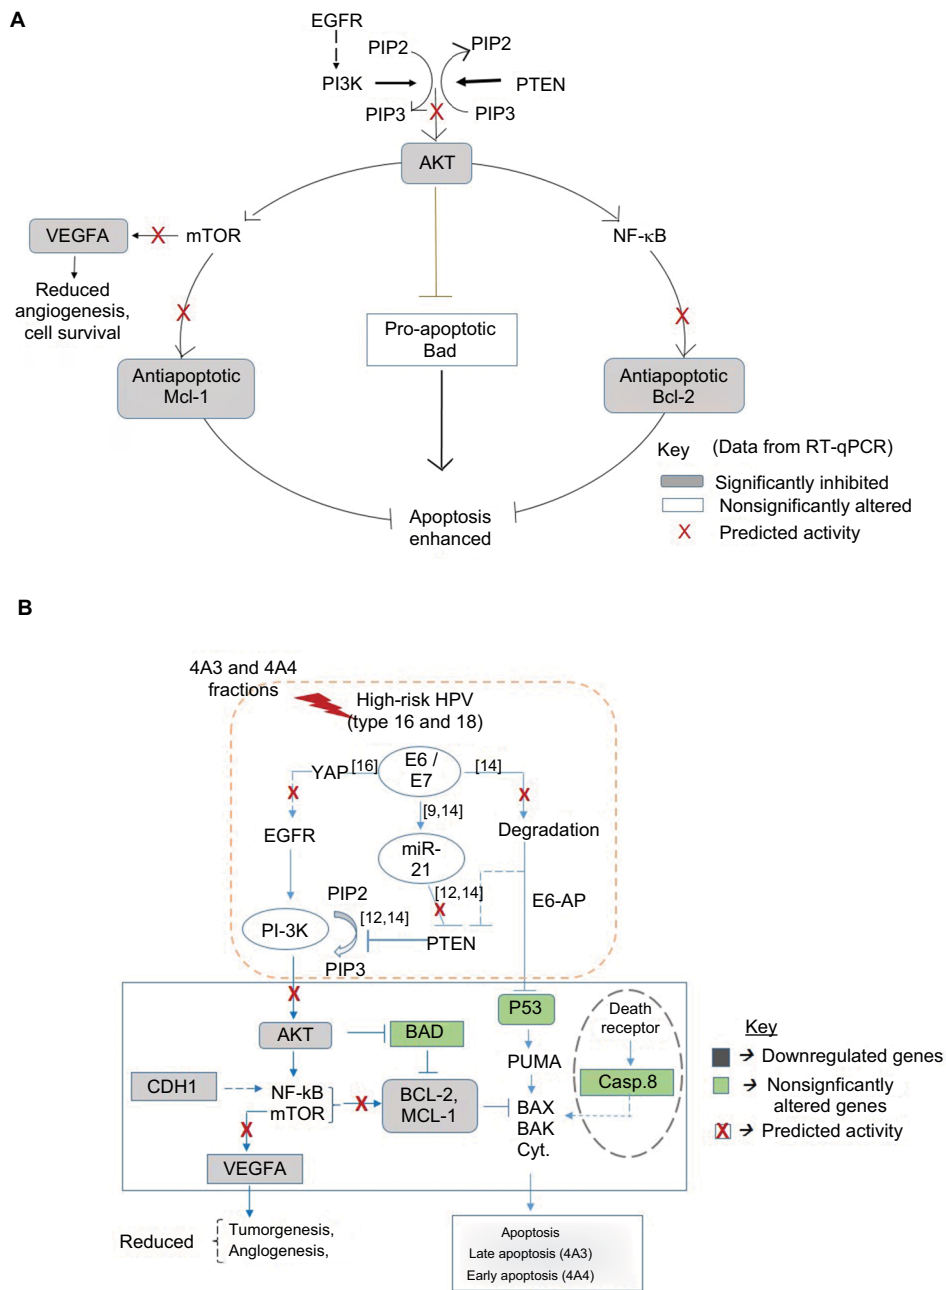 A
EGFR
PIP2
PIP2
PI3K
PTEN
PIP3
X
PIP3
AKT
VEGFA
X
mTOR
NF-κB
Reduced
angiogenesis,
cell survival
X
X
Pro-apoptotic
Bad
Antiapoptotic
Mcl-1
Antiapoptotic
Bcl-2
Key
(Data from RT-qPCR)
Significantly inhibited
Nonsignificantly altered
X
Predicted activity
Apoptosis
enhanced
B
4A3 and 4A4
fractions
High-risk HPV
(type 16 and 18)
YAP
[16]
E6 /
E7
[14]
X
X
[9,14]
EGFR
Degradation
miR-
21
[12,14]
X
E6-AP
PIP2
[12,14]
PI-3K
PTEN
PIP3
X
P53
Death
receptor
AKT
BAD
PUMA
Casp.8
CDH1
NF-kB
mTOR
X
BCL-2,
MCL-1
BAX
BAK
Cyt.
X
VEGFA
Key
Downregulated genes
Nonsignficantly
altered genes
X
Predicted activity
Reduced
Tumorgenesis,
Anglogenesis,
Apoptosis
Late apoptosis (4A3)
Early apoptosis (4A4)